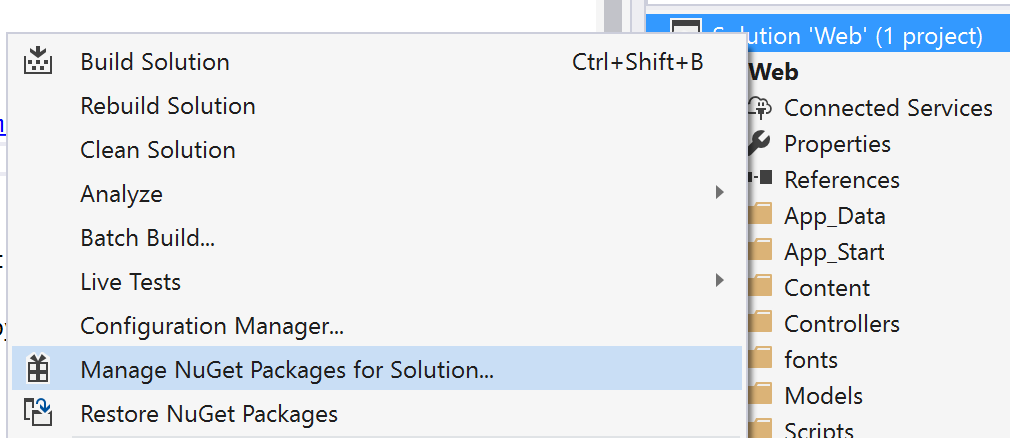 Build Solution Ctrl+Shift+B
Rebuild Solution
Clean Solution
Analyze
Batch Build...
Live Tests
Configuration Manager...
Manage NuGet Packages for Solution...
Restore NuGet Packages
Solution 'Web' (1 project)
Web
Connected Services
Properties
References
App_Data
App_Start
Content
Controllers
fonts
Models
Scripts